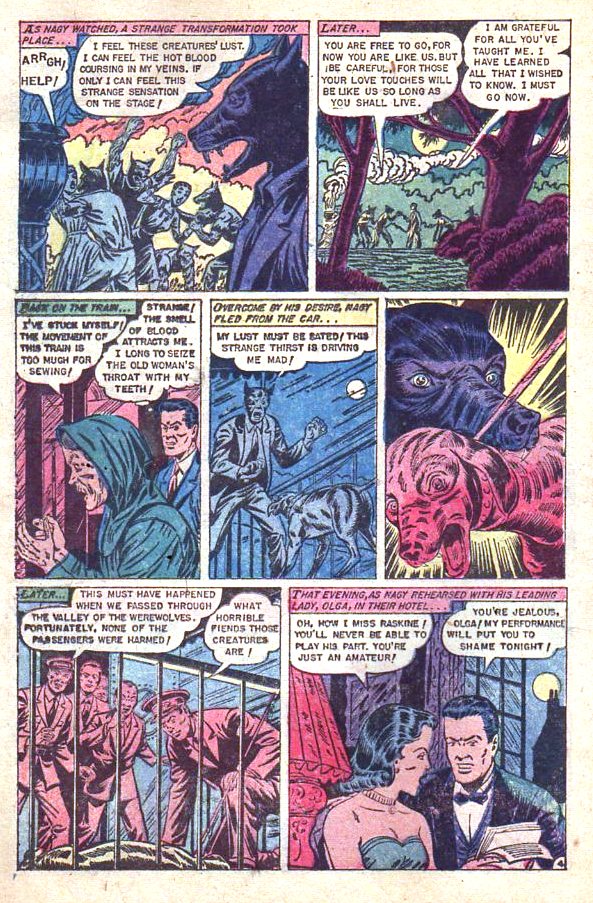 AS NAGY WATCHED, A STRANGE TRANSFORMATION TOOK
PLACE...
ARRGH!
HELP!
I FEEL THESE CREATURES' LUST.
I CAN FEEL THE HOT BLOOD
COURSING IN MY VEINS. IF
ONLY I CAN FEEL THIS
STRANGE SENSATION
ON THE STAGE!
LATER...
YOU ARE FREE TO GO, FOR
NOW YOU ARE LIKE US. BUT
BE CAREFUL, FOR THOSE
YOUR LOVE TOUCHES WILL
BE LIKE US SO LONG AS
YOU SHALL LIVE.
I AM GRATEFUL
FOR ALL YOU'VE
TAUGHT ME. I
HAVE LEARNED
ALL THAT I WISHED
TO KNOW. I MUST
GO NOW.
BACK ON THE TRAIN...
I'VE STUCK MYSELF!
THE MOVEMENT OF
THIS TRAIN IS
TOO MUCH FOR
SEWING!
STRANGE!
THE SMELL
OF BLOOD
ATTRACTS ME.
I LONG TO SEIZE
THE OLD WOMAN'S
THROAT WITH MY
TEETH!
OVERCOME BY HIS DESIRE, NAGY
FLED FROM THE CAR...
MY LUST MUST BE SATED! THIS
STRANGE THIRST IS DRIVING
ME MAD!
LATER...
THIS MUST HAVE HAPPENED
WHEN WE PASSED THROUGH
THE VALLEY OF THE WEREWOLVES.
FORTUNATELY, NONE OF THE
PASSENGERS WERE HARMED!
WHAT
HORRIBLE
FIENDS THOSE
CREATURES
ARE!
THAT EVENING, AS NAGY REHEARSED WITH HIS LEADING
LADY, OLGA, IN THEIR HOTEL...
OH, HOW I MISS RASKINE!
YOU'LL NEVER BE ABLE TO
PLAY HIS PART. YOU'RE
JUST AN AMATEUR!
YOU'RE JEALOUS,
OLGA! MY PERFORMANCE
WILL PUT YOU TO
SHAME TONIGHT!
4